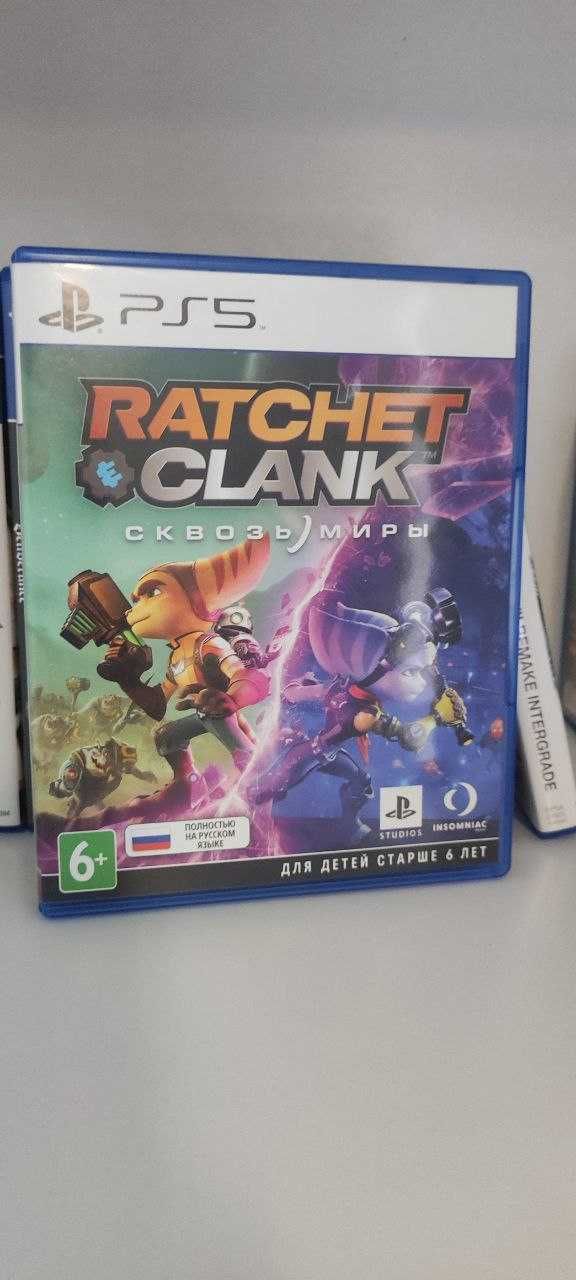 PS5
RATCHET
& CLANK
СКВОЗЬ МИРЫ
6+
ПОЛНОСТЬЮ
НА РУССКОМ
ЯЗЫКЕ
STUDIOS
INSOMNIAC
ДЛЯ ДЕТЕЙ СТАРШЕ 6 ЛЕТ
REMAKE INTERGRADE